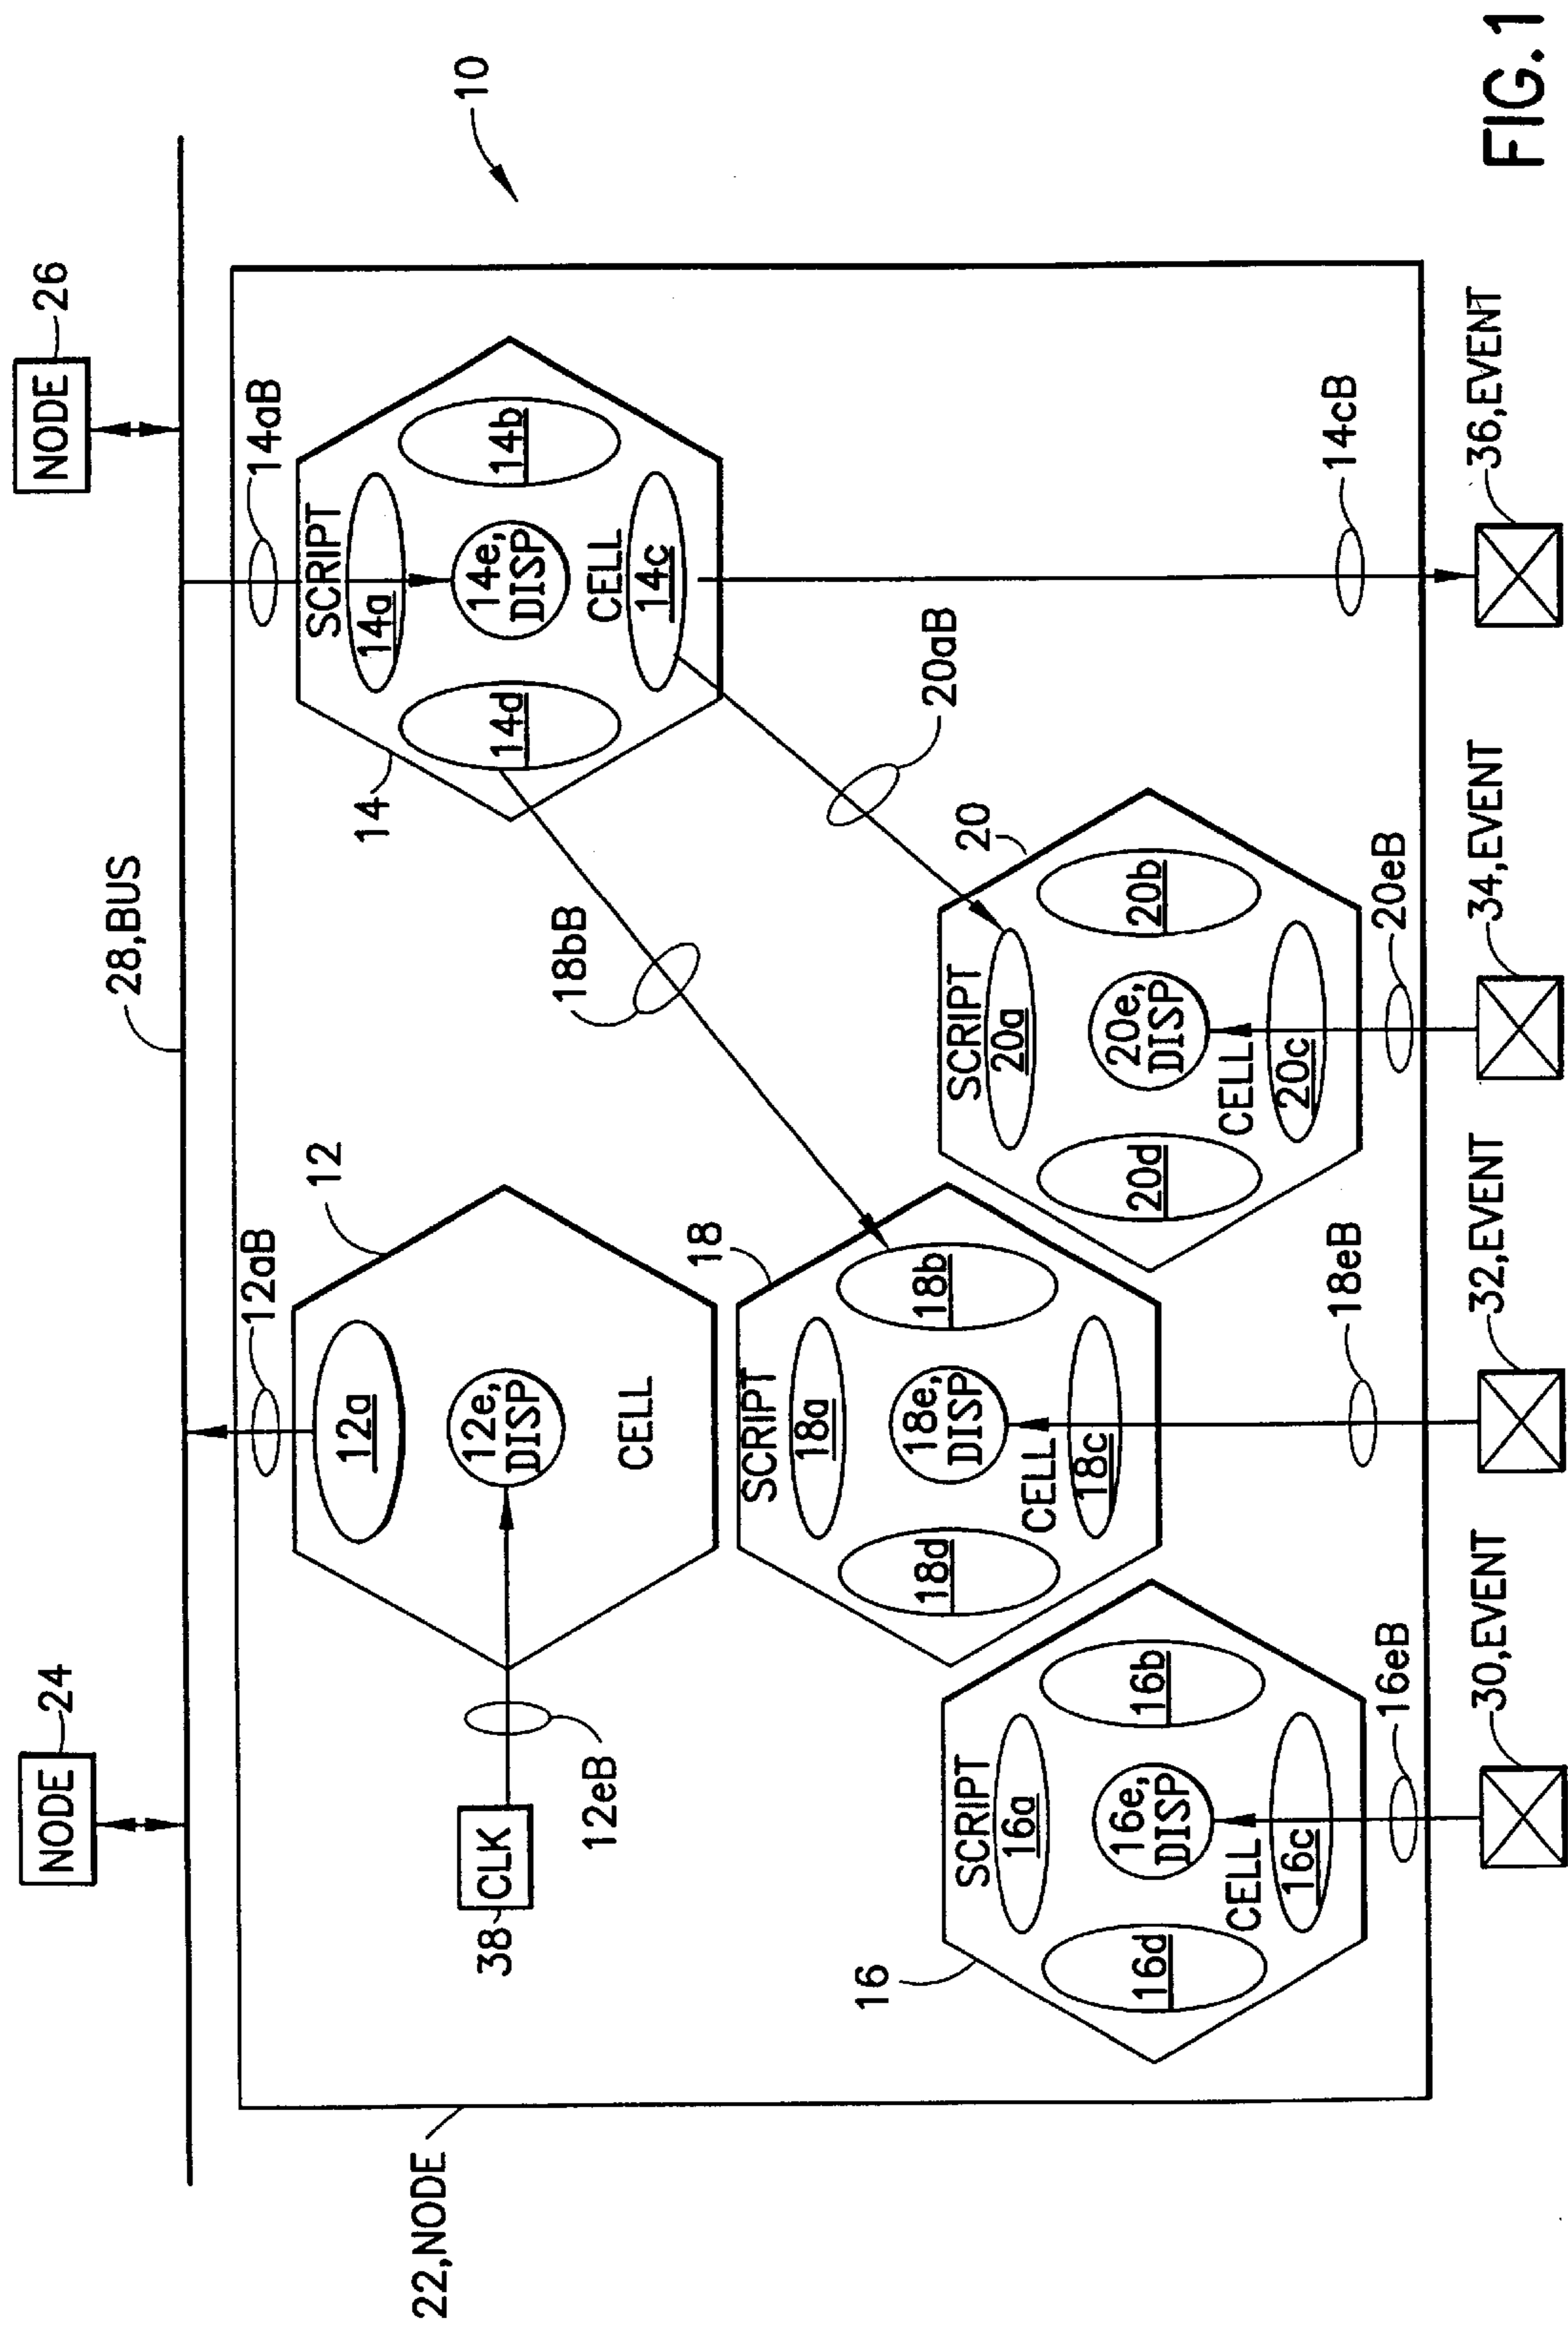 NODE
24
NODE
26
28,BUS
10
22,NODE
12aB
12
12a
12e,
DISP
CELL
38
CLK
12eB
14aB
14
SCRIPT
14a
14b
14d
14e,
DISP
CELL
14c
18bB
20aB
14cB
18
SCRIPT
18a
18b
18d
18e,
DISP
CELL
18c
18eB
16
SCRIPT
16a
16b
16d
16e,
DISP
CELL
16c
16eB
20
SCRIPT
20a
20b
20d
20e,
DISP
CELL
20c
20eB
30,EVENT
32,EVENT
34,EVENT
36,EVENT
FIG.1